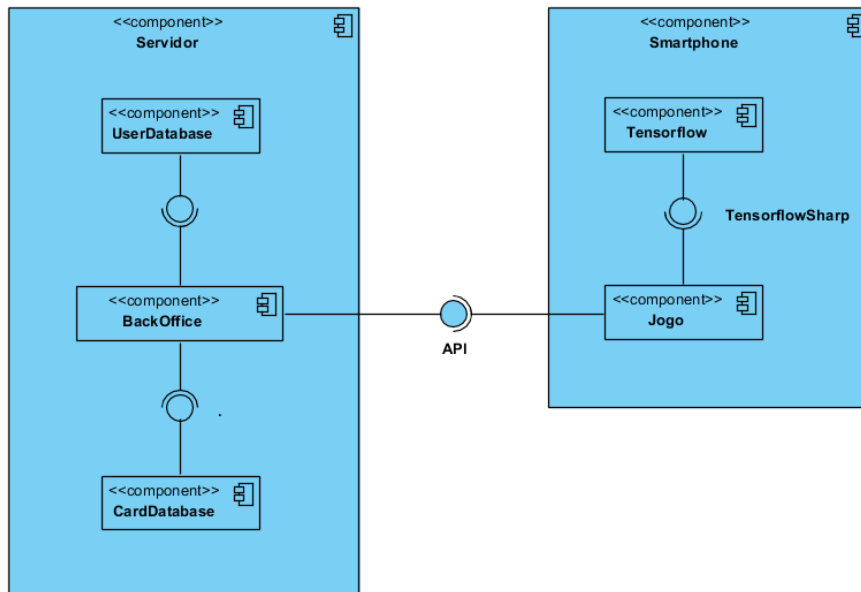 <<component>>
Servidor
<<component>>
UserDatabase
<<component>>
BackOffice
<<component>>
CardDatabase
API
<<component>>
Smartphone
<<component>>
Tensorflow
TensorflowSharp
<<component>>
Jogo